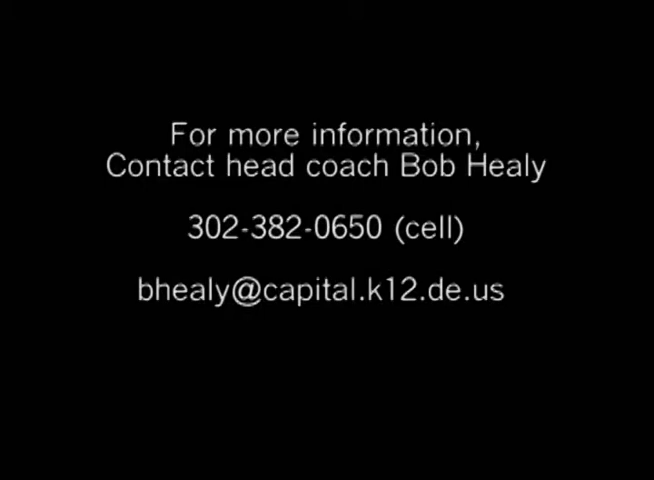 For more information,
Contact head coach Bob Healy
302-382-0650 (cell)
bhealy@capital.k12.de.us